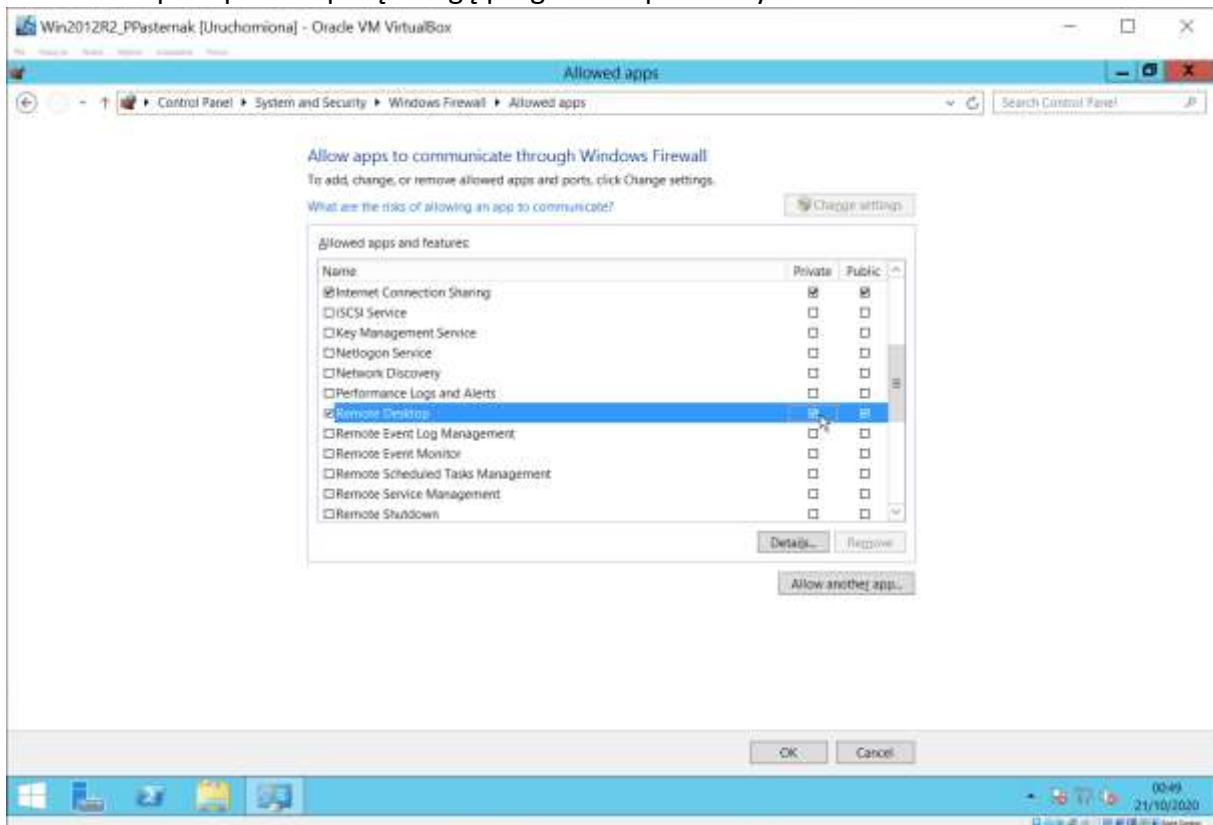 Win2012R2_PPasternak [Uruchomiona] - Oracle VM VirtualBox
Allowed apps
Control Panel System and Security Windows Firewall Allowed apps
Search Control Panel
Allow apps to communicate through Windows Firewall
To add, change, or remove allowed apps and ports, click Change settings.
What are the risks of allowing an app to communicate?
Change settings
Allowed apps and features:
Name Private Public
Internet Connection Sharing
iSCSI Service
Key Management Service
Netlogon Service
Network Discovery
Performance Logs and Alerts
Remote Desktop
Remote Event Log Management
Remote Event Monitor
Remote Scheduled Tasks Management
Remote Service Management
Remote Shutdown
Details... Remove
Allow another app...
OK Cancel
00:49
21/10/2020